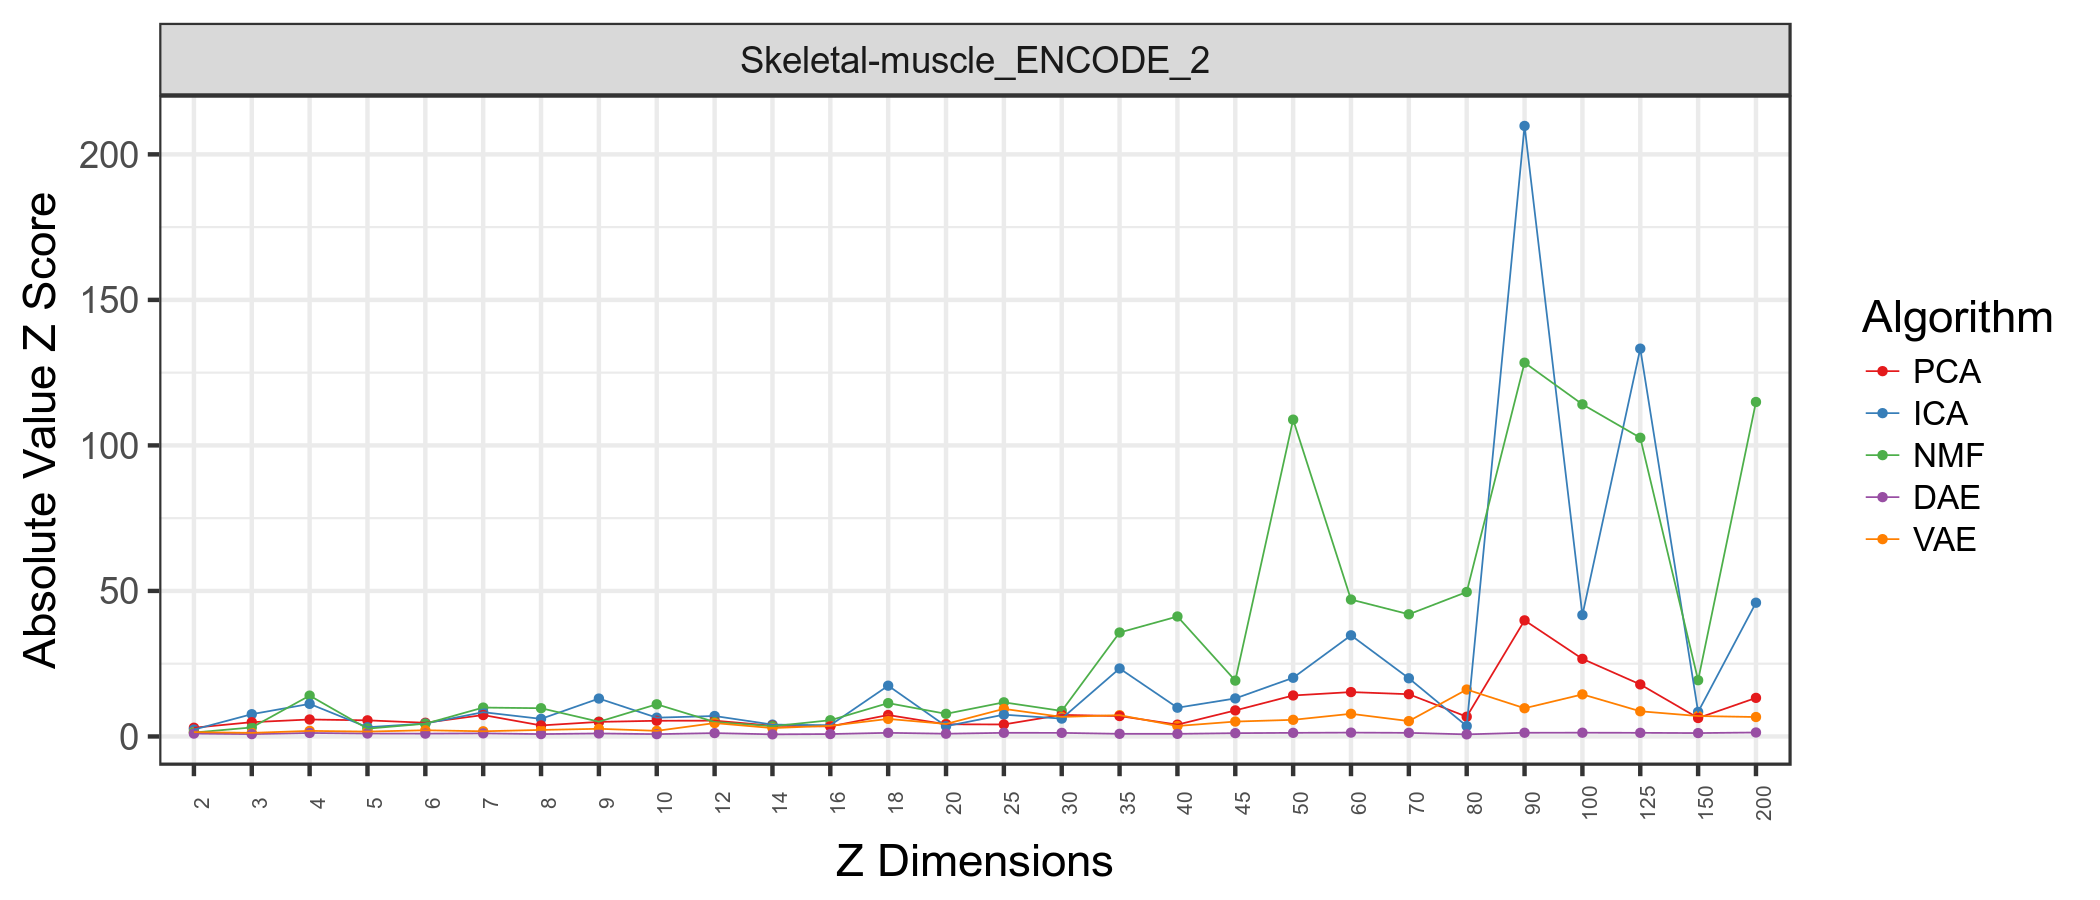 Skeletal-muscle_ENCODE_2
Absolute Value Z Score
200
150
100
50
0
2 3 4 5 6 7 8 9 10 12 14 16 18 20 25 30 35 40 45 50 60 70 80 90 100 125 150 200
Z Dimensions
Algorithm
PCA
ICA
NMF
DAE
VAE